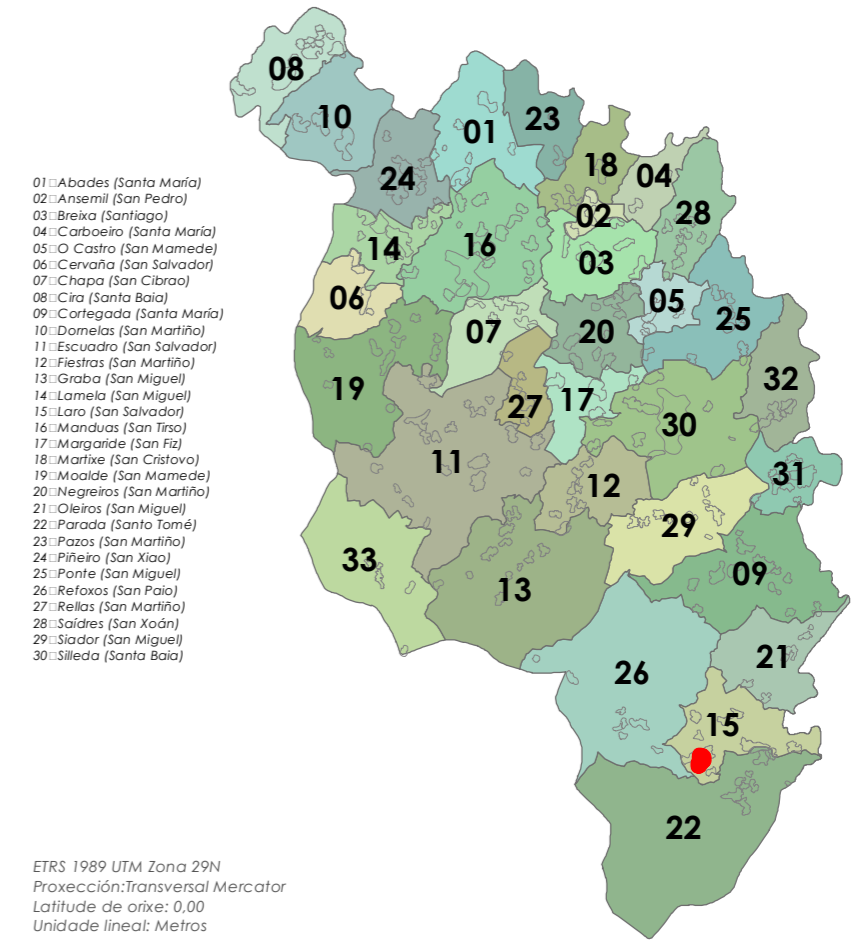 08
10
01
23
18
04
24
28
02
14
16
03
06
05
07
20
25
19
32
27
17
30
11
31
12
29
33
13
09
21
26
15
22
01□Abades (Santa María)
02□Ansemil (San Pedro)
03□Breixa (Santiago)
04□Carboeiro (Santa María)
05□O Castro (San Mamede)
06□Cervaña (San Salvador)
07□Chapa (San Cibrao)
08□Cira (Santa Baia)
09□Cortegada (Santa María)
10□Dornelas (San Martiño)
11□Escuadro (San Salvador)
12□Fiestras (San Martiño)
13□Graba (San Miguel)
14□Lamela (San Miguel)
15□Laro (San Salvador)
16□Manduas (San Tirso)
17□Margaride (San Fiz)
18□Martixe (San Cristovo)
19□Moalde (San Mamede)
20□Negreiros (San Martiño)
21□Oleiros (San Miguel)
22□Parada (Santo Tomé)
23□Pazos (San Martiño)
24□Piñeiro (San Xiao)
25□Ponte (San Miguel)
26□Refoxos (San Paio)
27□Rellas (San Martiño)
28□Saídres (San Xoán)
29□Siador (San Miguel)
30□Silleda (Santa Baia)
ETRS 1989 UTM Zona 29N
Proxección:Transversal Mercator
Latitude de orixe: 0,00
Unidade lineal: Metros